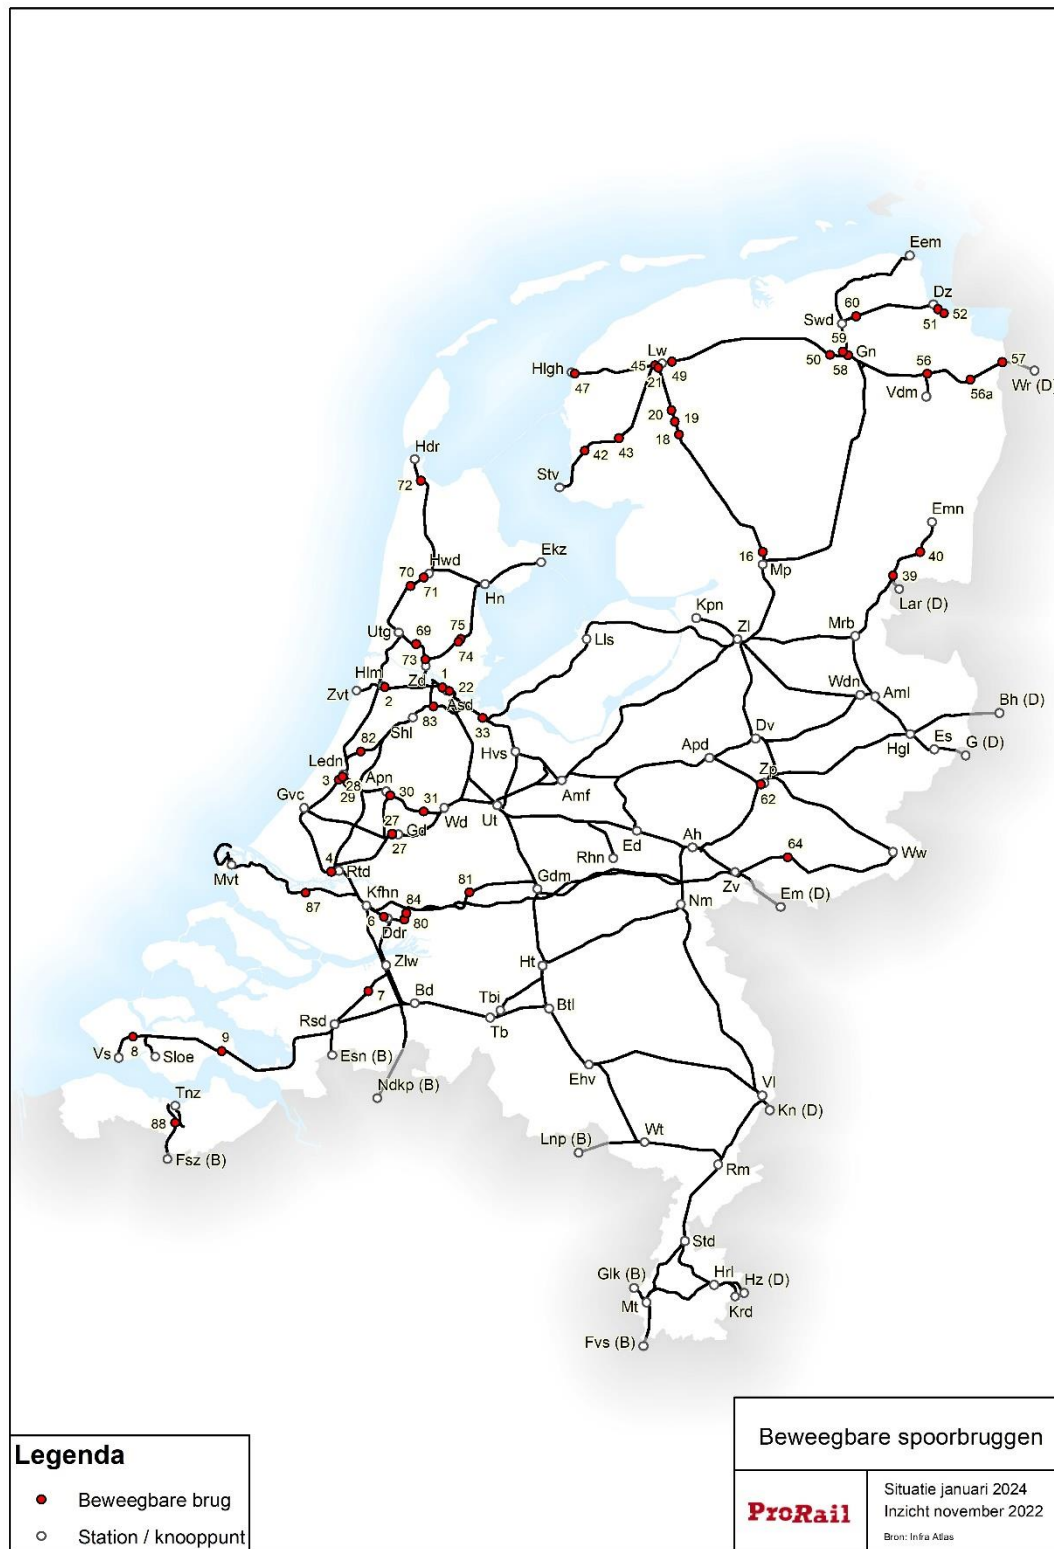 Eem
Dz
60
Swd
51
52
59
Lw
Gn
50
58
56
57
Hlgh
45
49
47
21
Vdm
56a
Wr (D)
20
19
18
43
42
Stv
Hdr
72
Emn
16
40
Mp
39
Ekz
Hwd
70
71
Hn
Lar (D)
Kpn
Utg
69
75
74
Lls
Zl
Mrb
73
Hlm
Zd
1
22
Zvt
2
Asd
Wdn
Aml
Bh (D)
83
Shl
33
Dv
Es
G (D)
Hgl
82
Hvs
Apd
Ledn
3
28
29
Apn
30
Zp
62
Amf
Gvc
31
27
Gd
27
Wd
Ut
Ed
Ah
64
Ww
4
Rtd
Rhn
Zv
Em (D)
Mvt
87
Kfhn
84
81
Gdm
6
80
Ddr
Nm
Zlw
Ht
7
Bd
Tbi
Btl
Rsd
Tb
9
8
Vs
Sloe
Esn (B)
Ndkp (B)
Ehv
Vl
Kn (D)
Tnz
88
Fsz (B)
Lnp (B)
Wt
Rm
Std
Glk (B)
Hrl
Hz (D)
Mt
Krd
Fvs (B)
Legenda
Beweegbare brug
Station / knooppunt
Beweegbare spoorbruggen
ProRail
Situatie januari 2024
Inzicht november 2022
Bron: Infra Atlas